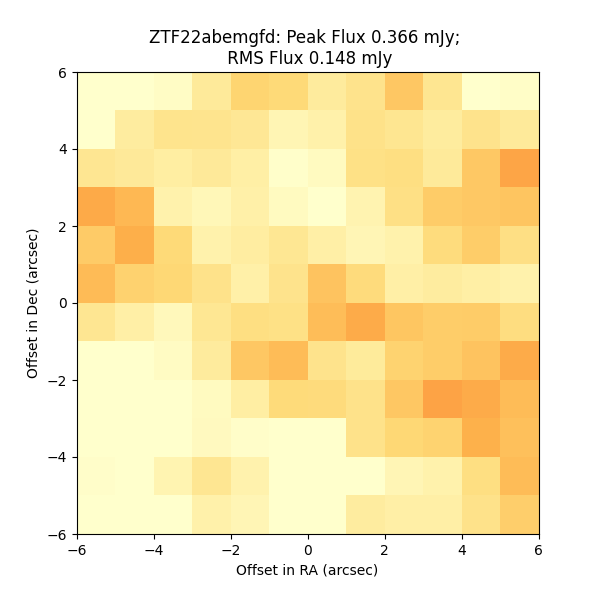 ZTF22abemgfd: Peak Flux 0.366 mJy;
RMS Flux 0.148 mJy
6
4
2
0
−2
−4
−6
Offset in Dec (arcsec)
−6 −4 −2 0 2 4 6
Offset in RA (arcsec)